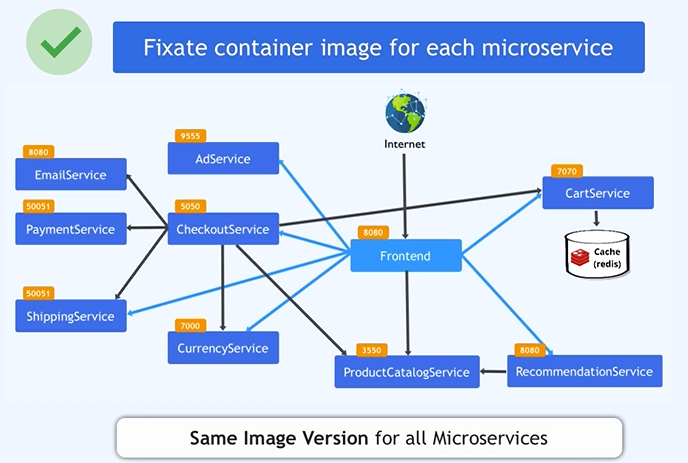 Fixate container image for each microservice
Internet
9555
AdService
8080
EmailService
7070
CartService
50051
PaymentService
5050
CheckoutService
8080
Frontend
Cache
(redis)
50051
ShippingService
7000
CurrencyService
3550
ProductCatalogService
8080
RecommendationService
Same Image Version for all Microservices